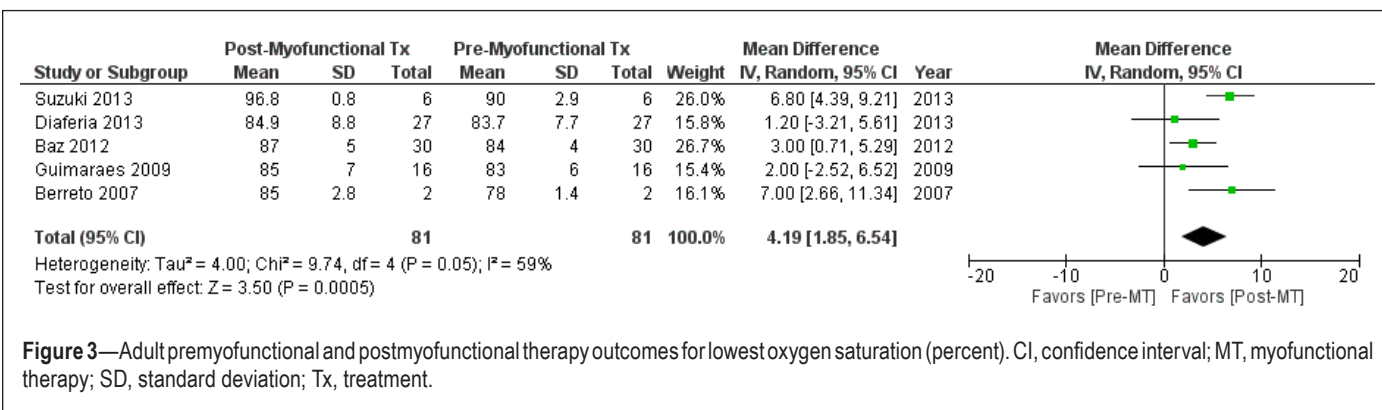 Post-Myofunctional Tx Pre-Myofunctional Tx Mean Difference Mean Difference
Study or Subgroup Mean SD Total Mean SD Total Weight IV, Random, 95% CI Year IV, Random, 95% CI
Suzuki 2013 96.8 0.8 6 90 2.9 6 26.0% 6.80 [4.39, 9.21] 2013
Diaferia 2013 84.9 8.8 27 83.7 7.7 27 15.8% 1.20 [-3.21, 5.61] 2013
Baz 2012 87 5 30 84 4 30 26.7% 3.00 [0.71, 5.29] 2012
Guimaraes 2009 85 7 16 83 6 16 15.4% 2.00 [-2.52, 6.52] 2009
Berreto 2007 85 2.8 2 78 1.4 2 16.1% 7.00 [2.66, 11.34] 2007
Total (95% CI) 81 81 100.0% 4.19 [1.85, 6.54]
Heterogeneity: Tau² = 4.00; Chi² = 9.74, df = 4 (P = 0.05); I² = 59%
Test for overall effect: Z = 3.50 (P = 0.0005)
-20 -10 0 10 20
Favors [Pre-MT] Favors [Post-MT]
Figure 3—Adult premyofunctional and postmyofunctional therapy outcomes for lowest oxygen saturation (percent). CI, confidence interval; MT, myofunctional
therapy; SD, standard deviation; Tx, treatment.